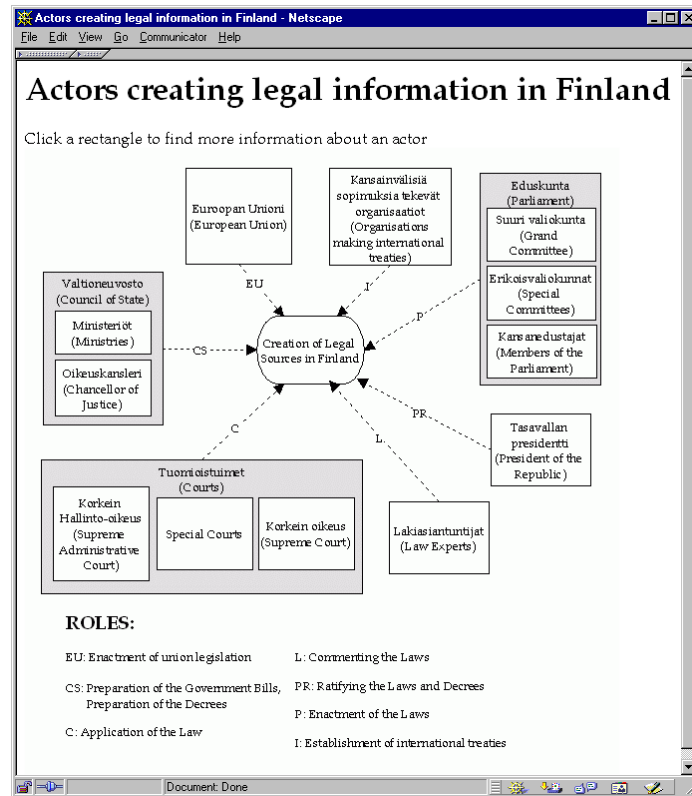 Actors creating legal information in Finland - Netscape
File Edit View Go Communicator Help
Actors creating legal information in Finland
Click a rectangle to find more information about an actor
Euroopan Unioni
(European Union)
Kansainvälisiä
sopimuksia tekevät
organisaatiot
(Organisations
making international
treaties)
Eduskunta
(Parliament)
Suuri valiokunta
(Grand
Committee)
Erikoisvaliokunnat
(Special
Committees)
Kansanedustajat
(Members of the
Parliament)
Valtioneuvosto
(Council of State)
Ministeriöt
(Ministries)
Oikeuskansleri
(Chancellor of
Justice)
EU
I
P
CS
Creation of Legal
Sources in Finland
C
L
PR
Tasavallan
presidentti
(President of the
Republic)
Tuomioistuimet
(Courts)
Korkein
Hallinto-oikeus
(Supreme
Administrative
Court)
Special Courts
Korkein oikeus
(Supreme Court)
Lakiasiantuntijat
(Law Experts)
ROLES:
EU: Enactment of union legislation
CS: Preparation of the Government Bills,
Preparation of the Decrees
C: Application of the Law
L: Commenting the Laws
PR: Ratifying the Laws and Decrees
P: Enactment of the Laws
I: Establishment of international treaties
Document: Done